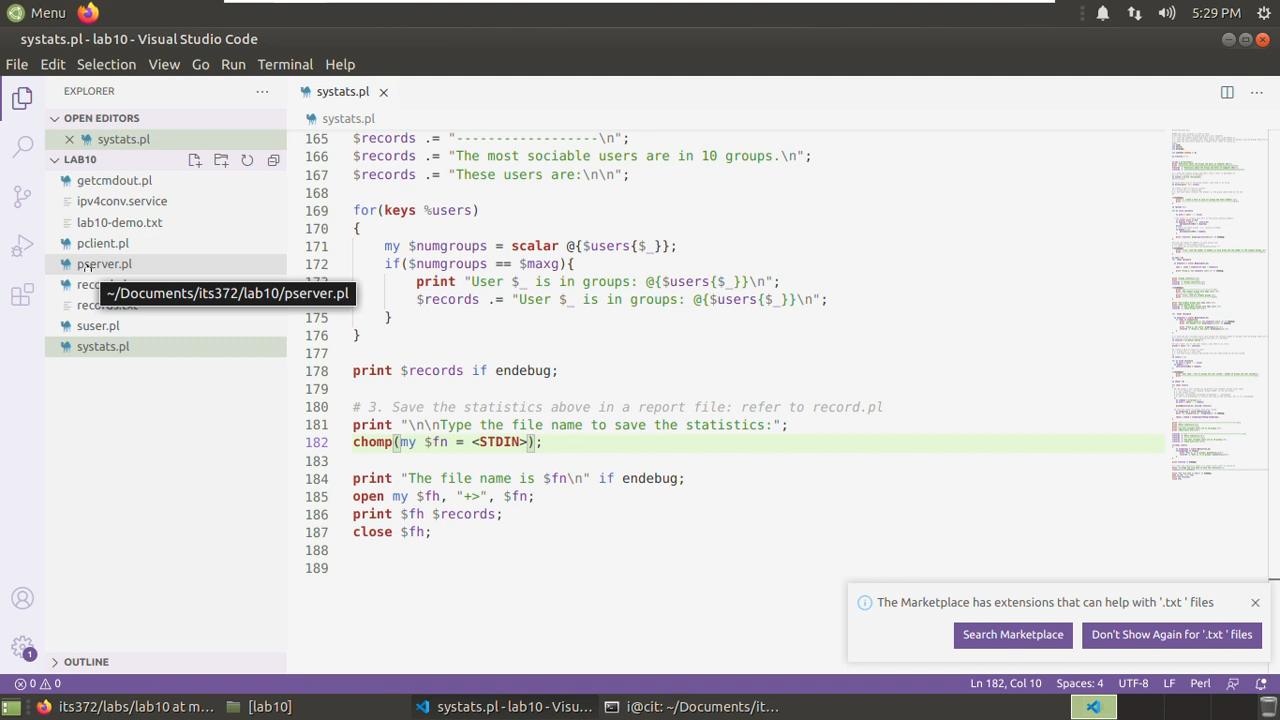 Menu
5:29 PM
systats.pl - lab10 - Visual Studio Code
File Edit Selection View Go Run Terminal Help
EXPLORER
OPEN EDITORS
systats.pl
LAB10
getcmdout.pl
ipv4conv.service
lab10-demo.txt
pclient.pl
pserver.pl
~/Documents/its372/lab10/pserver.pl
suser.pl
systats.pl
OUTLINE
systats.pl
systats.pl
165 $records .= "------------------\n";
166 $records .= "The most sociable users are in 10 groups.\n";
167 $records .= "These users are:\n\n";
168
169 for(keys %users)
170 {
171 my $numgroups = scalar @{$users{$_}};
172 if($numgroups == $maxg){
print "User $_ is in groups: @{$users{$_}}\n";
$records .= "User $_ is in groups: @{$users{$_}}\n";
175 }
176 }
177
178 print $records if endebug;
179
180 # 3. Save the statistics above in a report file: refer to record.pl
181 print "\n\nType the file name to save the statistics:";
182 chomp(my $fn = <STDIN>);
183
184 print "The file name is $fn\n" if endebug;
185 open my $fh, "+>", $fn;
186 print $fh $records;
187 close $fh;
188
189
The Marketplace has extensions that can help with '.txt ' files
Search Marketplace
Don't Show Again for '.txt ' files
0 0
Ln 182, Col 10 Spaces: 4 UTF-8 LF Perl
its372/labs/lab10 at m...
[lab10]
systats.pl - lab10 - Visu...
i@cit: ~/Documents/it...